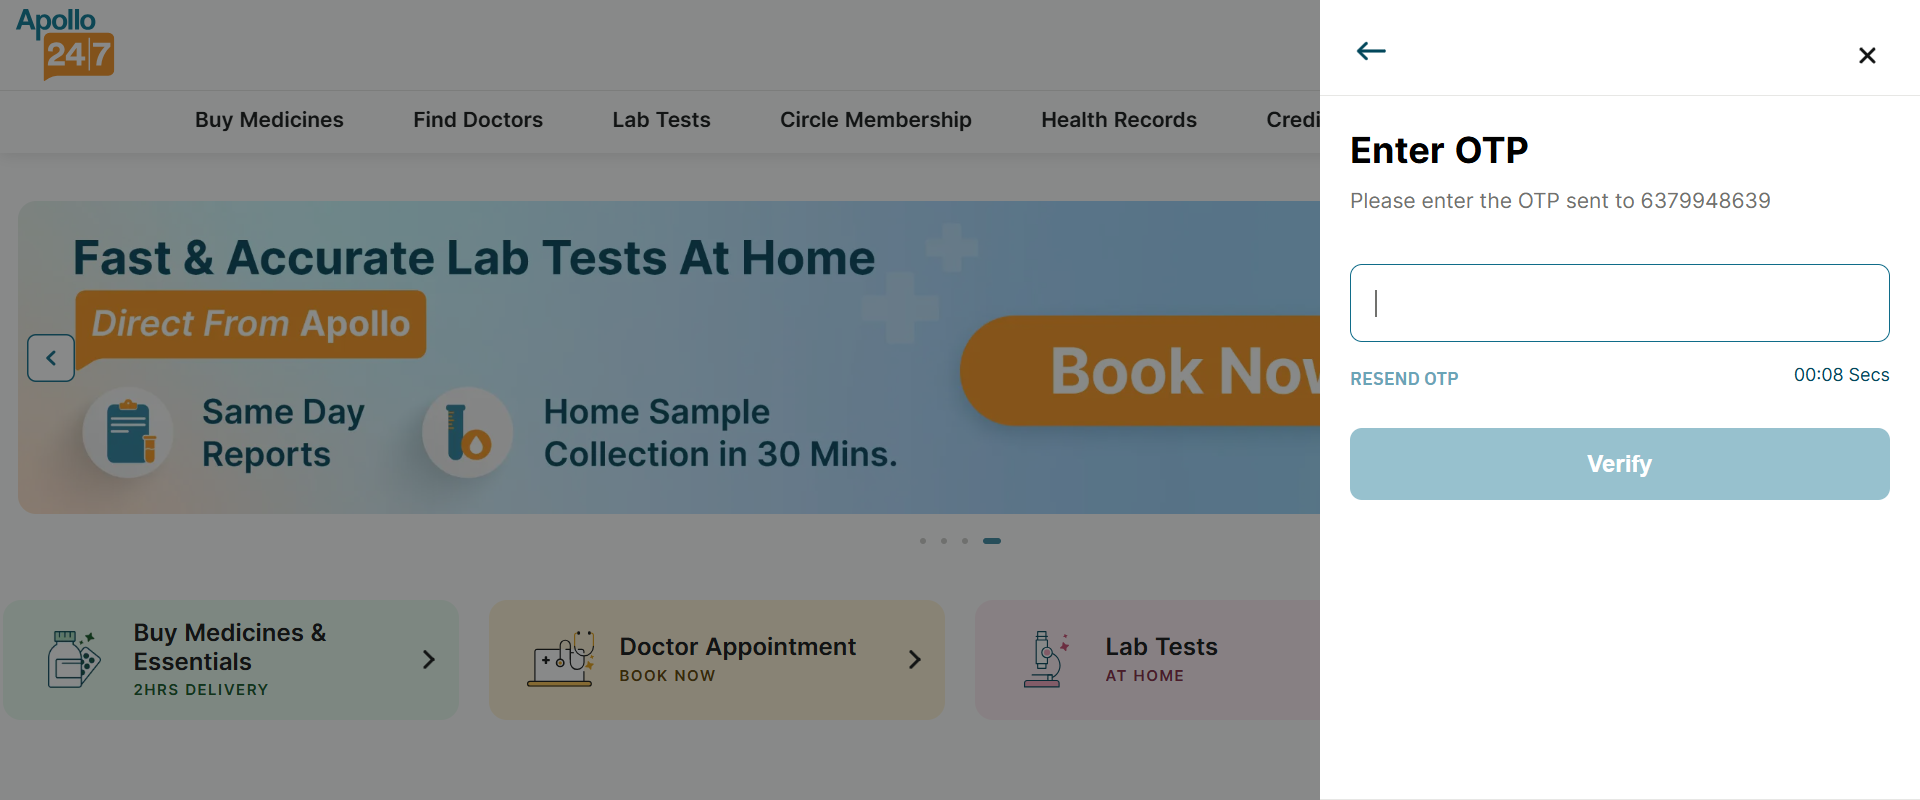 Apollo
24|7
Buy Medicines Find Doctors Lab Tests Circle Membership Health Records Credi
Fast & Accurate Lab Tests At Home
Direct From Apollo
Same Day
Reports
Home Sample
Collection in 30 Mins.
Book Now
Buy Medicines &
Essentials
2HRS DELIVERY
Doctor Appointment
BOOK NOW
Lab Tests
AT HOME
Enter OTP
Please enter the OTP sent to 6379948639
RESEND OTP 00:08 Secs
Verify